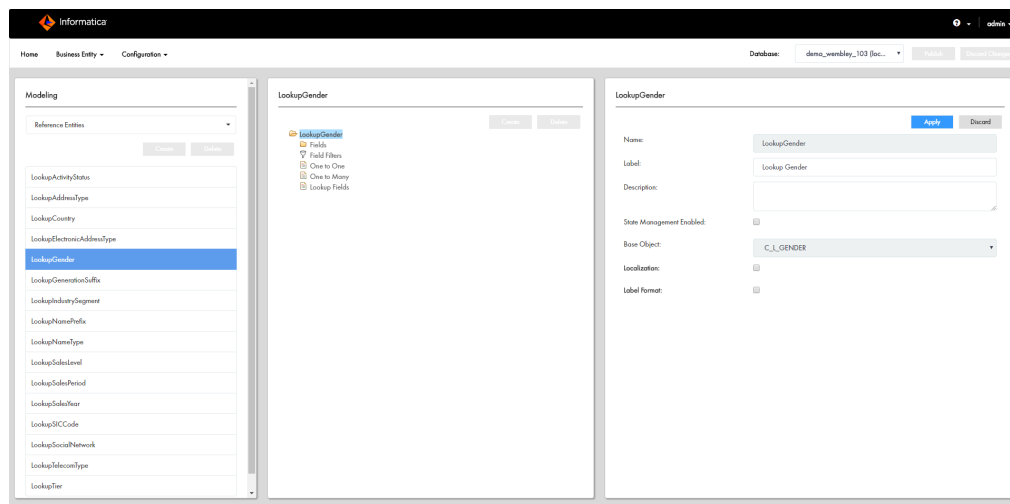 Informatica
admin
Home
Business Entity
Configuration
Database:
demo_wembley_103 (loc...
Publish
Discard Changes
Modeling
Reference Entities
Create
Delete
LookupActivityStatus
LookupAddressType
LookupCountry
LookupElectronicAddressType
LookupGender
LookupGenerationSuffix
LookupIndustrySegment
LookupNamePrefix
LookupNameType
LookupSalesLevel
LookupSalesPeriod
LookupSalesYear
LookupSICCode
LookupSocialNetwork
LookupTelecomType
LookupTier
LookupGender
Create
Delete
LookupGender
Fields
Field Filters
One to One
One to Many
Lookup Fields
LookupGender
Apply
Discard
Name:
LookupGender
Label:
Lookup Gender
Description:
State Management Enabled:
Base Object:
C_L_GENDER
Localization:
Label Format: